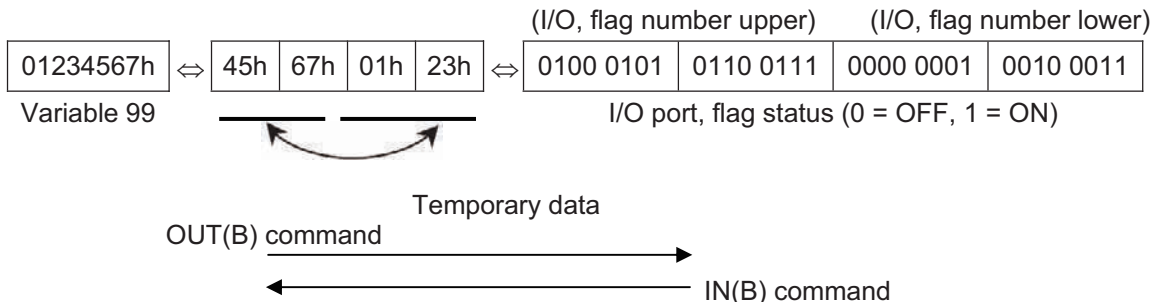 (I/O, flag number upper) (I/O, flag number lower)
01234567h ⇔ 45h 67h 01h 23h ⇔ 0100 0101 0110 0111 0000 0001 0010 0011
Variable 99 I/O port, flag status (0 = OFF, 1 = ON)
Temporary data
OUT(B) command
IN(B) command